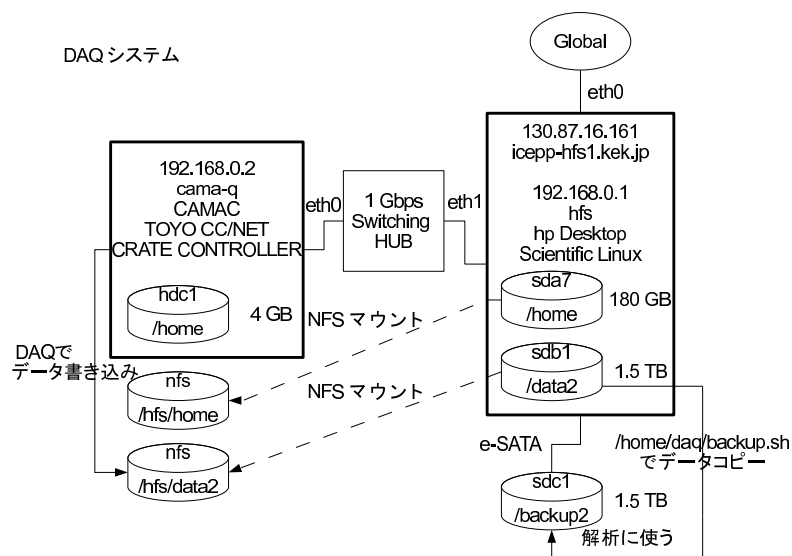 DAQ システム
Global
eth0
130.87.16.161
icepp-hfs1.kek.jp
192.168.0.1
hfs
hp Desktop
Scientific Linux
sda7
/home
180 GB
sdb1
/data2
1.5 TB
192.168.0.2
cama-q
CAMAC
TOYO CC/NET
CRATE CONTROLLER
hdc1
/home
4 GB
eth0
1 Gbps
Switching
HUB
eth1
NFS マウント
NFS マウント
DAQで
データ書き込み
nfs
/hfs/home
nfs
/hfs/data2
e-SATA
/home/daq/backup.sh
でデータコピー
sdc1
/backup2
1.5 TB
解析に使う